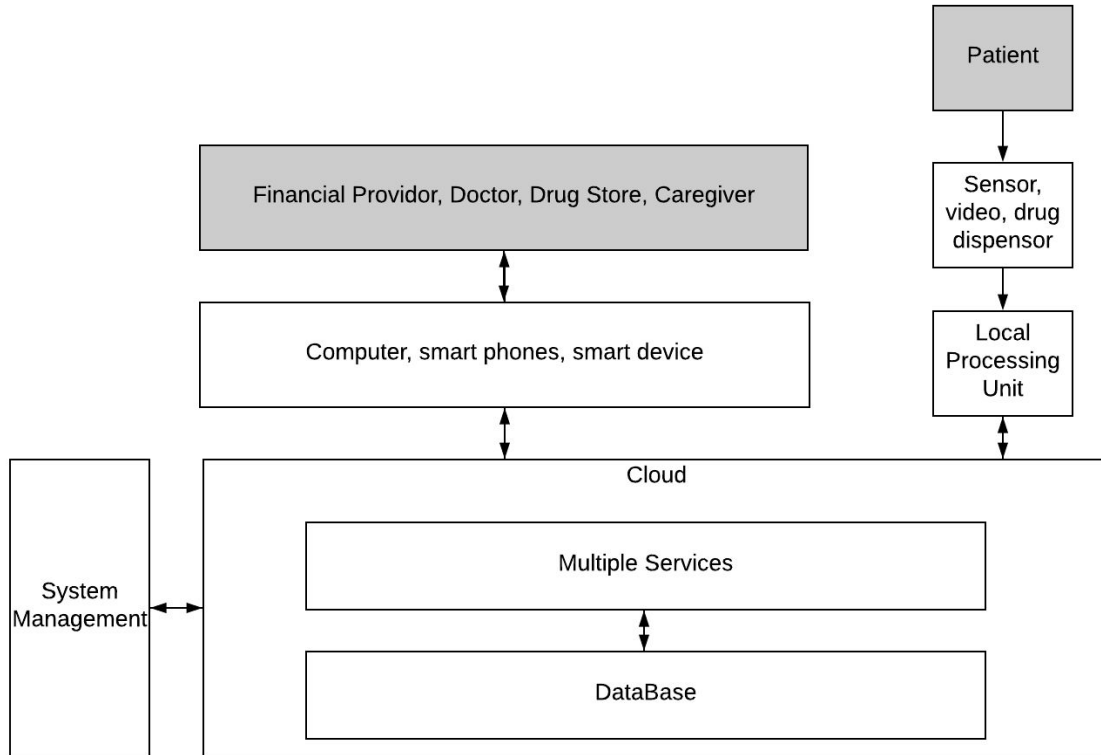 Patient
Financial Providor, Doctor, Drug Store, Caregiver
Sensor,
video, drug
dispensor
Computer, smart phones, smart device
Local
Processing
Unit
Cloud
Multiple Services
System
Management
DataBase